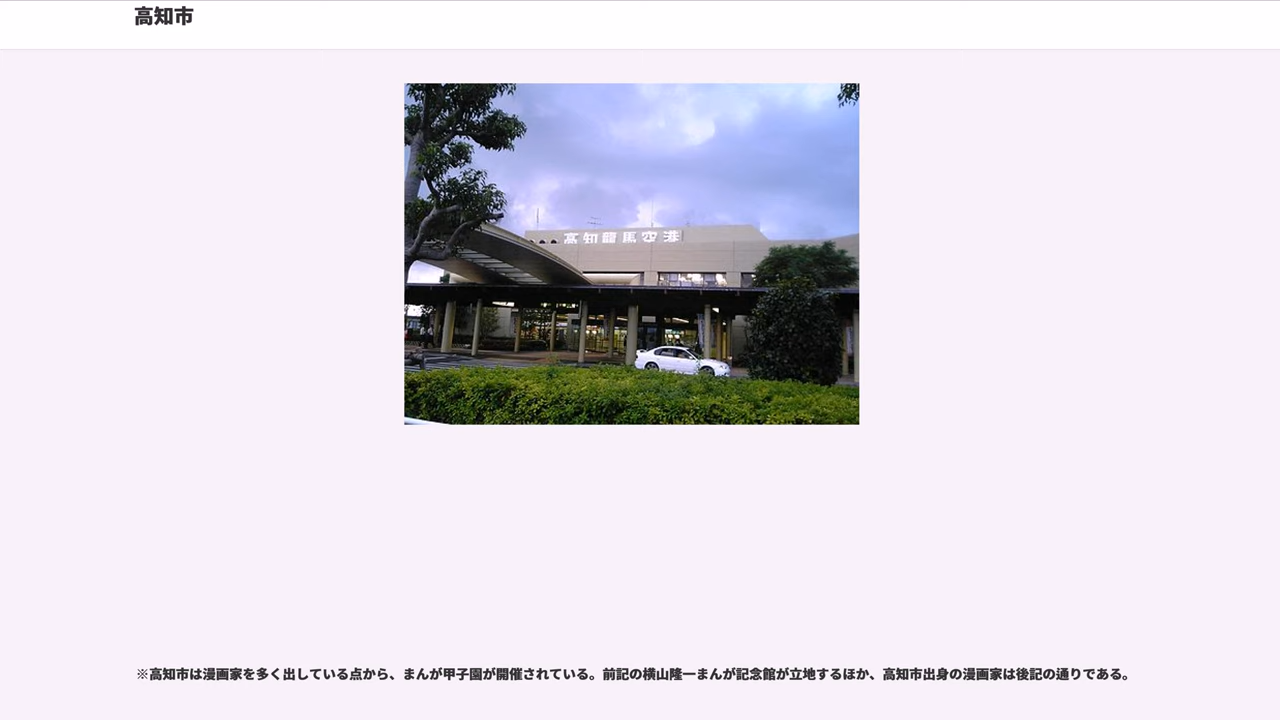 高知市
高知龍馬空港
※高知市は漫画家を多く出している点から、まんが甲子園が開催されている。前記の横山隆一まんが記念館が立地するほか、高知市出身の漫画家は後記の通りである。